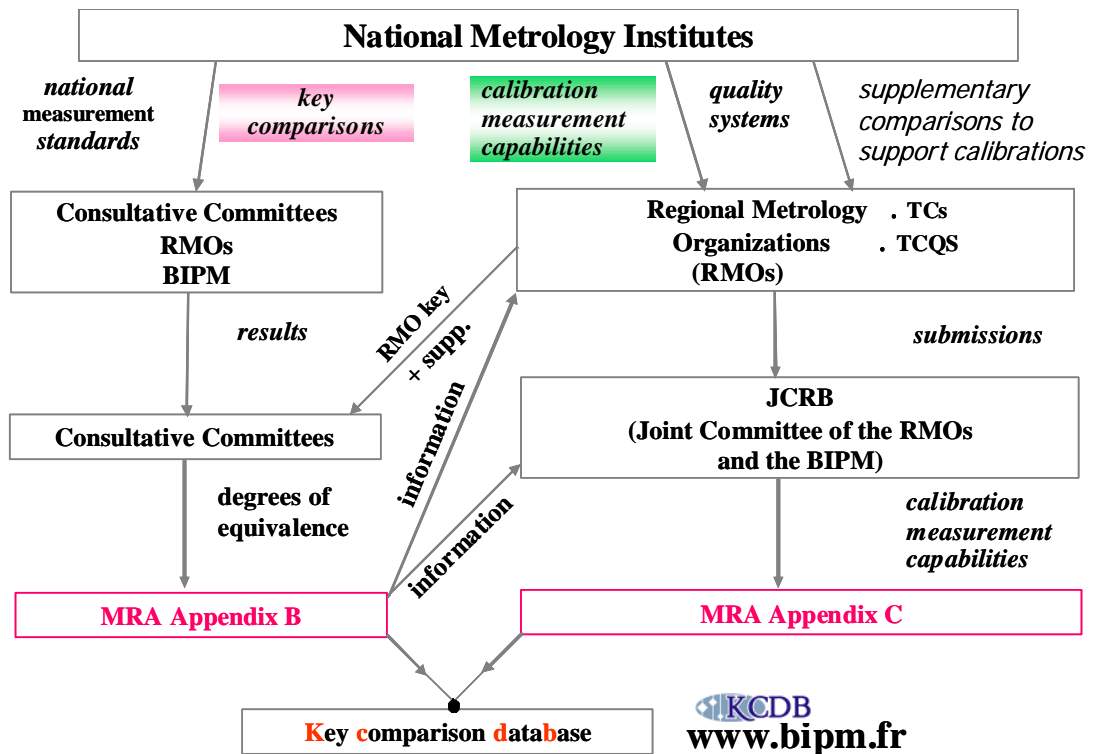 National Metrology Institutes
national
measurement
standards
key
comparisons
calibration
measurement
capabilities
quality
systems
supplementary
comparisons to
support calibrations
Consultative Committees
RMOs
BIPM
Regional Metrology . TCs
Organizations . TCQS
(RMOs)
results
RMO key
+ supp.
submissions
Consultative Committees
JCRB
(Joint Committee of the RMOs
and the BIPM)
information
information
degrees of
equivalence
calibration
measurement
capabilities
MRA Appendix B
MRA Appendix C
Key comparison database
KCDB
www.bipm.fr